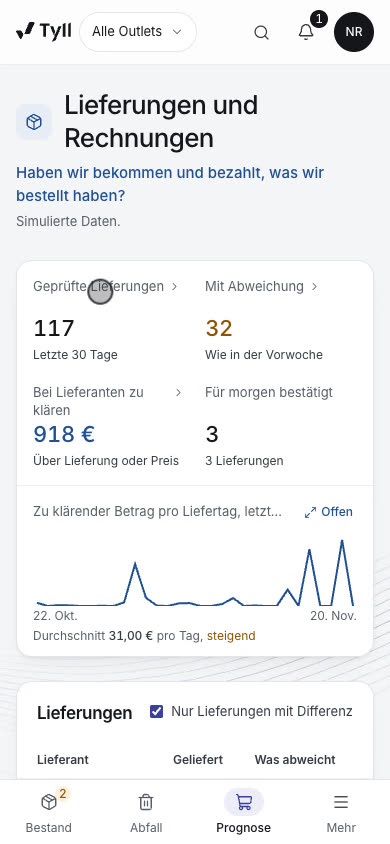 Tyll
Alle Outlets
1
NR
Lieferungen und
Rechnungen
Haben wir bekommen und bezahlt, was wir
bestellt haben?
Simulierte Daten.
Geprüfte Lieferungen
Mit Abweichung
117
32
Letzte 30 Tage
Wie in der Vorwoche
Bei Lieferanten zu
klären
Für morgen bestätigt
918 €
3
Über Lieferung oder Preis
3 Lieferungen
Zu klärender Betrag pro Liefertag, letzt...
Offen
22. Okt.
20. Nov.
Durchschnitt 31,00 € pro Tag, steigend
Lieferungen
Nur Lieferungen mit Differenz
Lieferant
Geliefert
Was abweicht
2
Bestand
Abfall
Prognose
Mehr